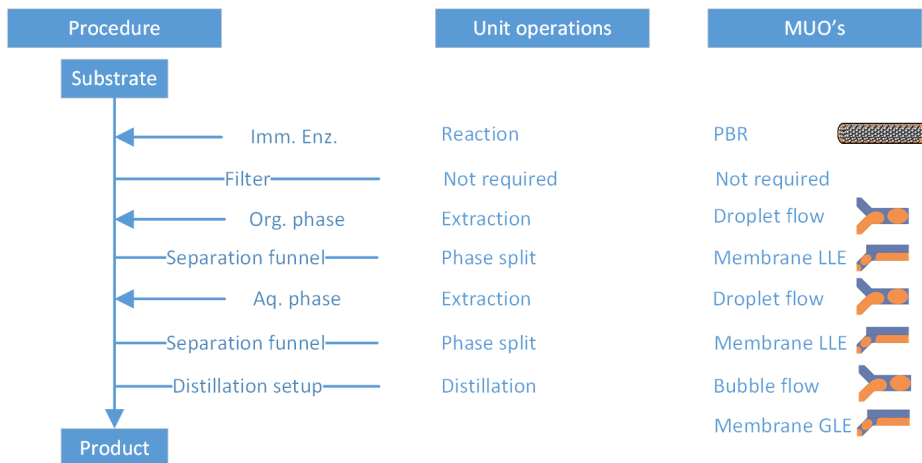 Procedure Unit operations MUO's
Substrate
Imm. Enz. Reaction PBR
Filter Not required Not required
Org. phase Extraction Droplet flow
Separation funnel Phase split Membrane LLE
Aq. phase Extraction Droplet flow
Separation funnel Phase split Membrane LLE
Distillation setup Distillation Bubble flow
Membrane GLE
Product